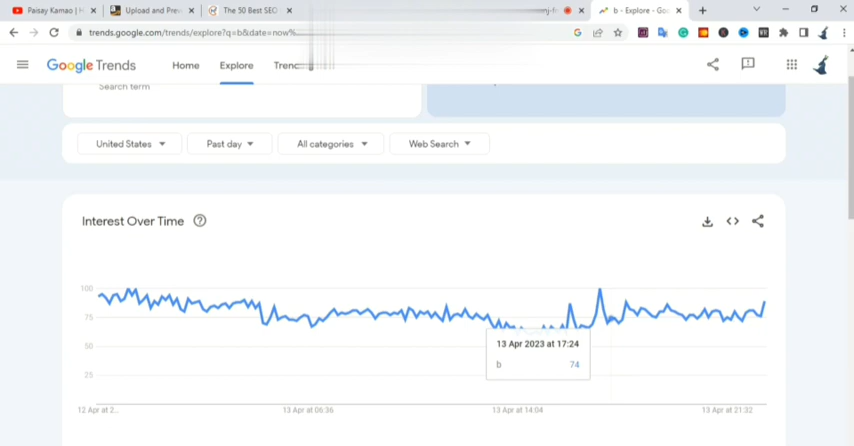 Paisay Kamao | H
Upload and Prev
The 50 Best SEO
b - Explore - Goo
trends.google.com/trends/explore?q=b&date=now%
Google Trends
Home
Explore
Trenc
Search term
United States
Past day
All categories
Web Search
Interest Over Time
100
75
50
25
13 Apr 2023 at 17:24
b 74
12 Apr at 2...
13 Apr at 06:36
13 Apr at 14:04
13 Apr at 21:32